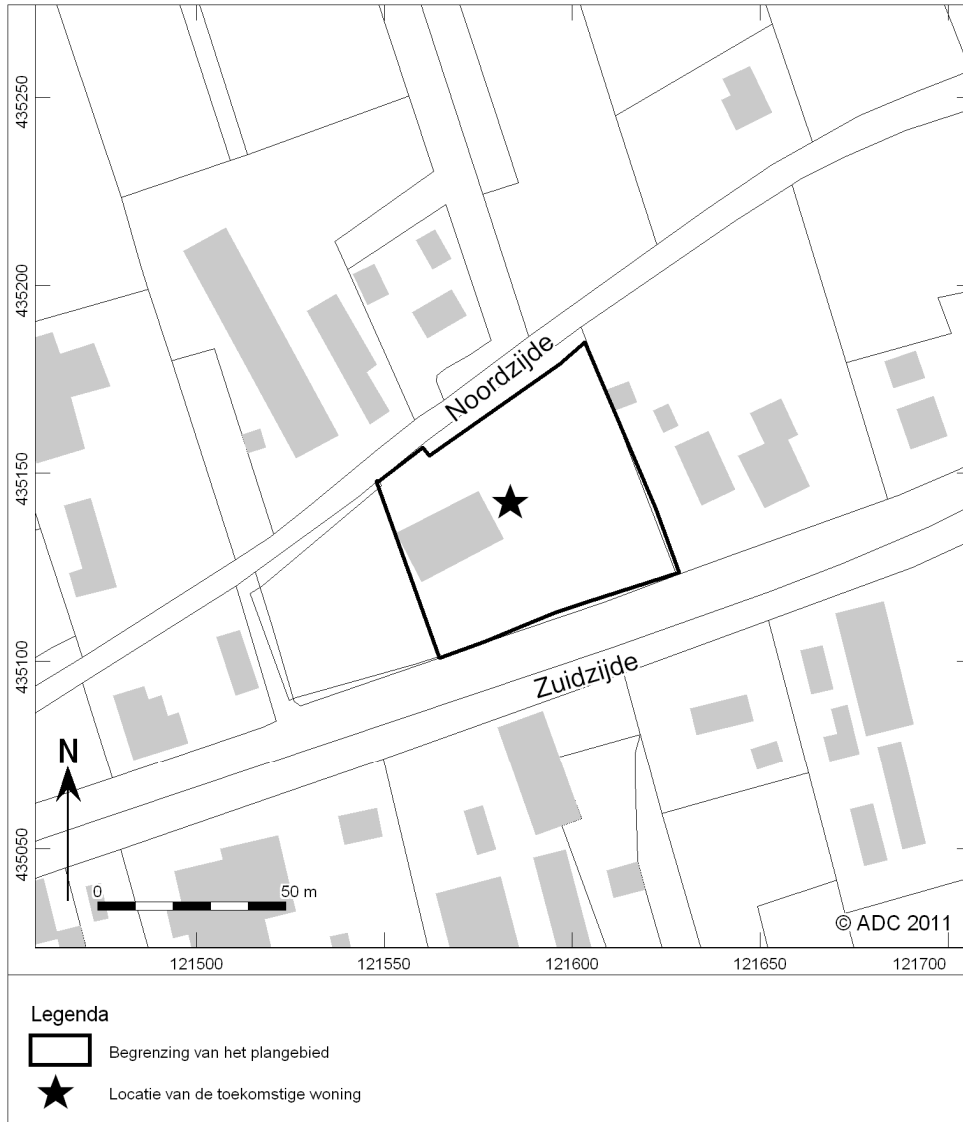 435250
435200
435150
435100
435050
Noordzijde
Zuidzijde
N
0 50 m
© ADC 2011
121500 121550 121600 121650 121700
Legenda
Begrenzing van het plangebied
Locatie van de toekomstige woning